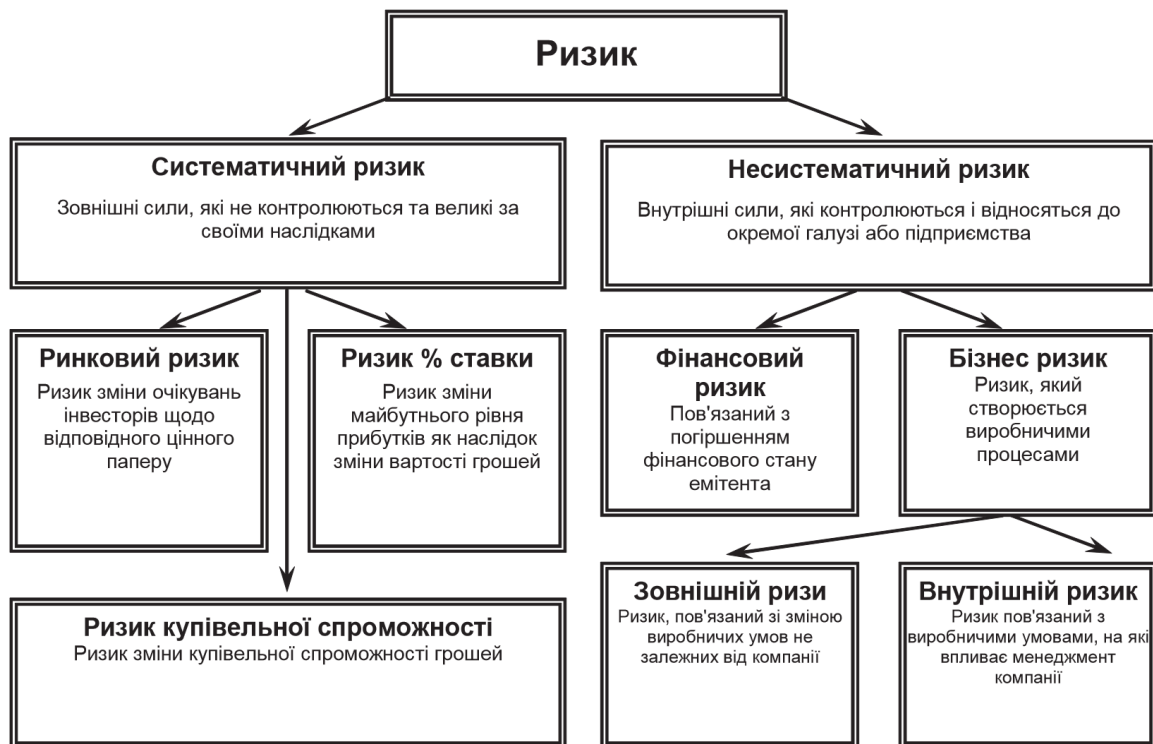 Ризик
Систематичний ризик
Зовнішні сили, які не контролюються та великі за
своїми наслідками
Несистематичний ризик
Внутрішні сили, які контролюються і відносяться до
окремої галузі або підприємства
Ринковий ризик
Ризик зміни очікувань
інвесторів щодо
відповідного цінного
паперу
Ризик % ставки
Ризик зміни
майбутнього рівня
прибутків як наслідок
зміни вартості грошей
Фінансовий
ризик
Пов'язаний з
погіршенням
фінансового стану
емітента
Бізнес ризик
Ризик, який
створюється
виробничими
процесами
Ризик купівельної спроможності
Ризик зміни купівельної спроможності грошей
Зовнішній ризи
Ризик, пов'язаний зі зміною
виробничих умов не
залежних від компанії
Внутрішній ризик
Ризик пов'язаний з
виробничими умовами, на які
впливає менеджмент
компанії